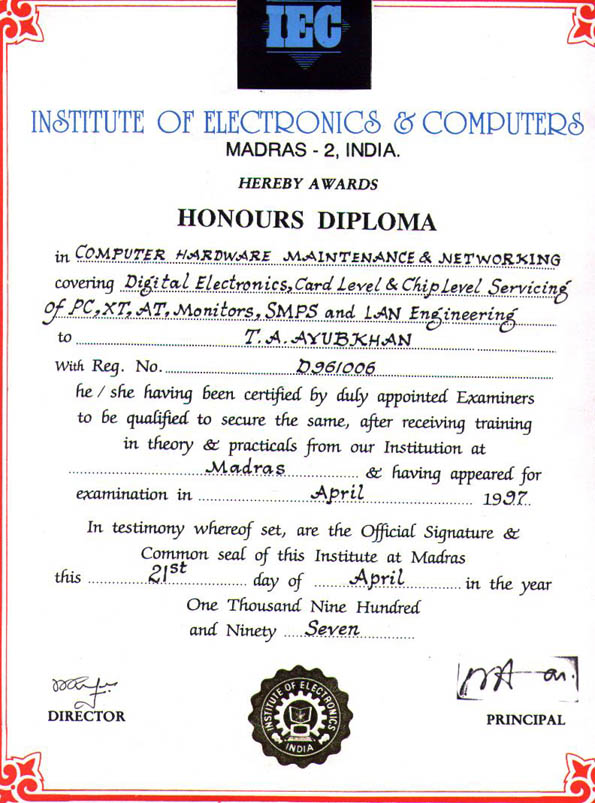 IEC
INSTITUTE OF ELECTRONICS & COMPUTERS
MADRAS - 2, INDIA.
HEREBY AWARDS
HONOURS DIPLOMA
in COMPUTER HARDWARE MAINTENANCE & NETWORKING
covering Digital Electronics, Card Level & Chip Level Servicing
of PC, XT, AT, Monitors, SMPS and LAN Engineering
to T. A. AYUBKHAN
With Reg. No. D961006
he / she having been certified by duly appointed Examiners
to be qualified to secure the same, after receiving training
in theory & practicals from our Institution at
Madras & having appeared for
examination in April 1997.
In testimony whereof set, are the Official Signature &
Common seal of this Institute at Madras
this 21st day of April in the year
One Thousand Nine Hundred
and Ninety Seven
INSTITUTE OF ELECTRONICS
INDIA
DIRECTOR
PRINCIPAL